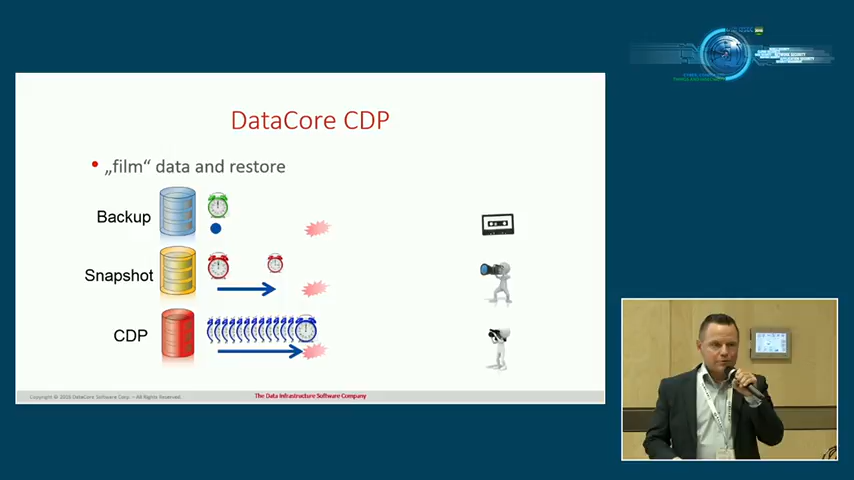 DataCore CDP
• „film“ data and restore
Backup
Snapshot
CDP
The Data Infrastructure Software Company